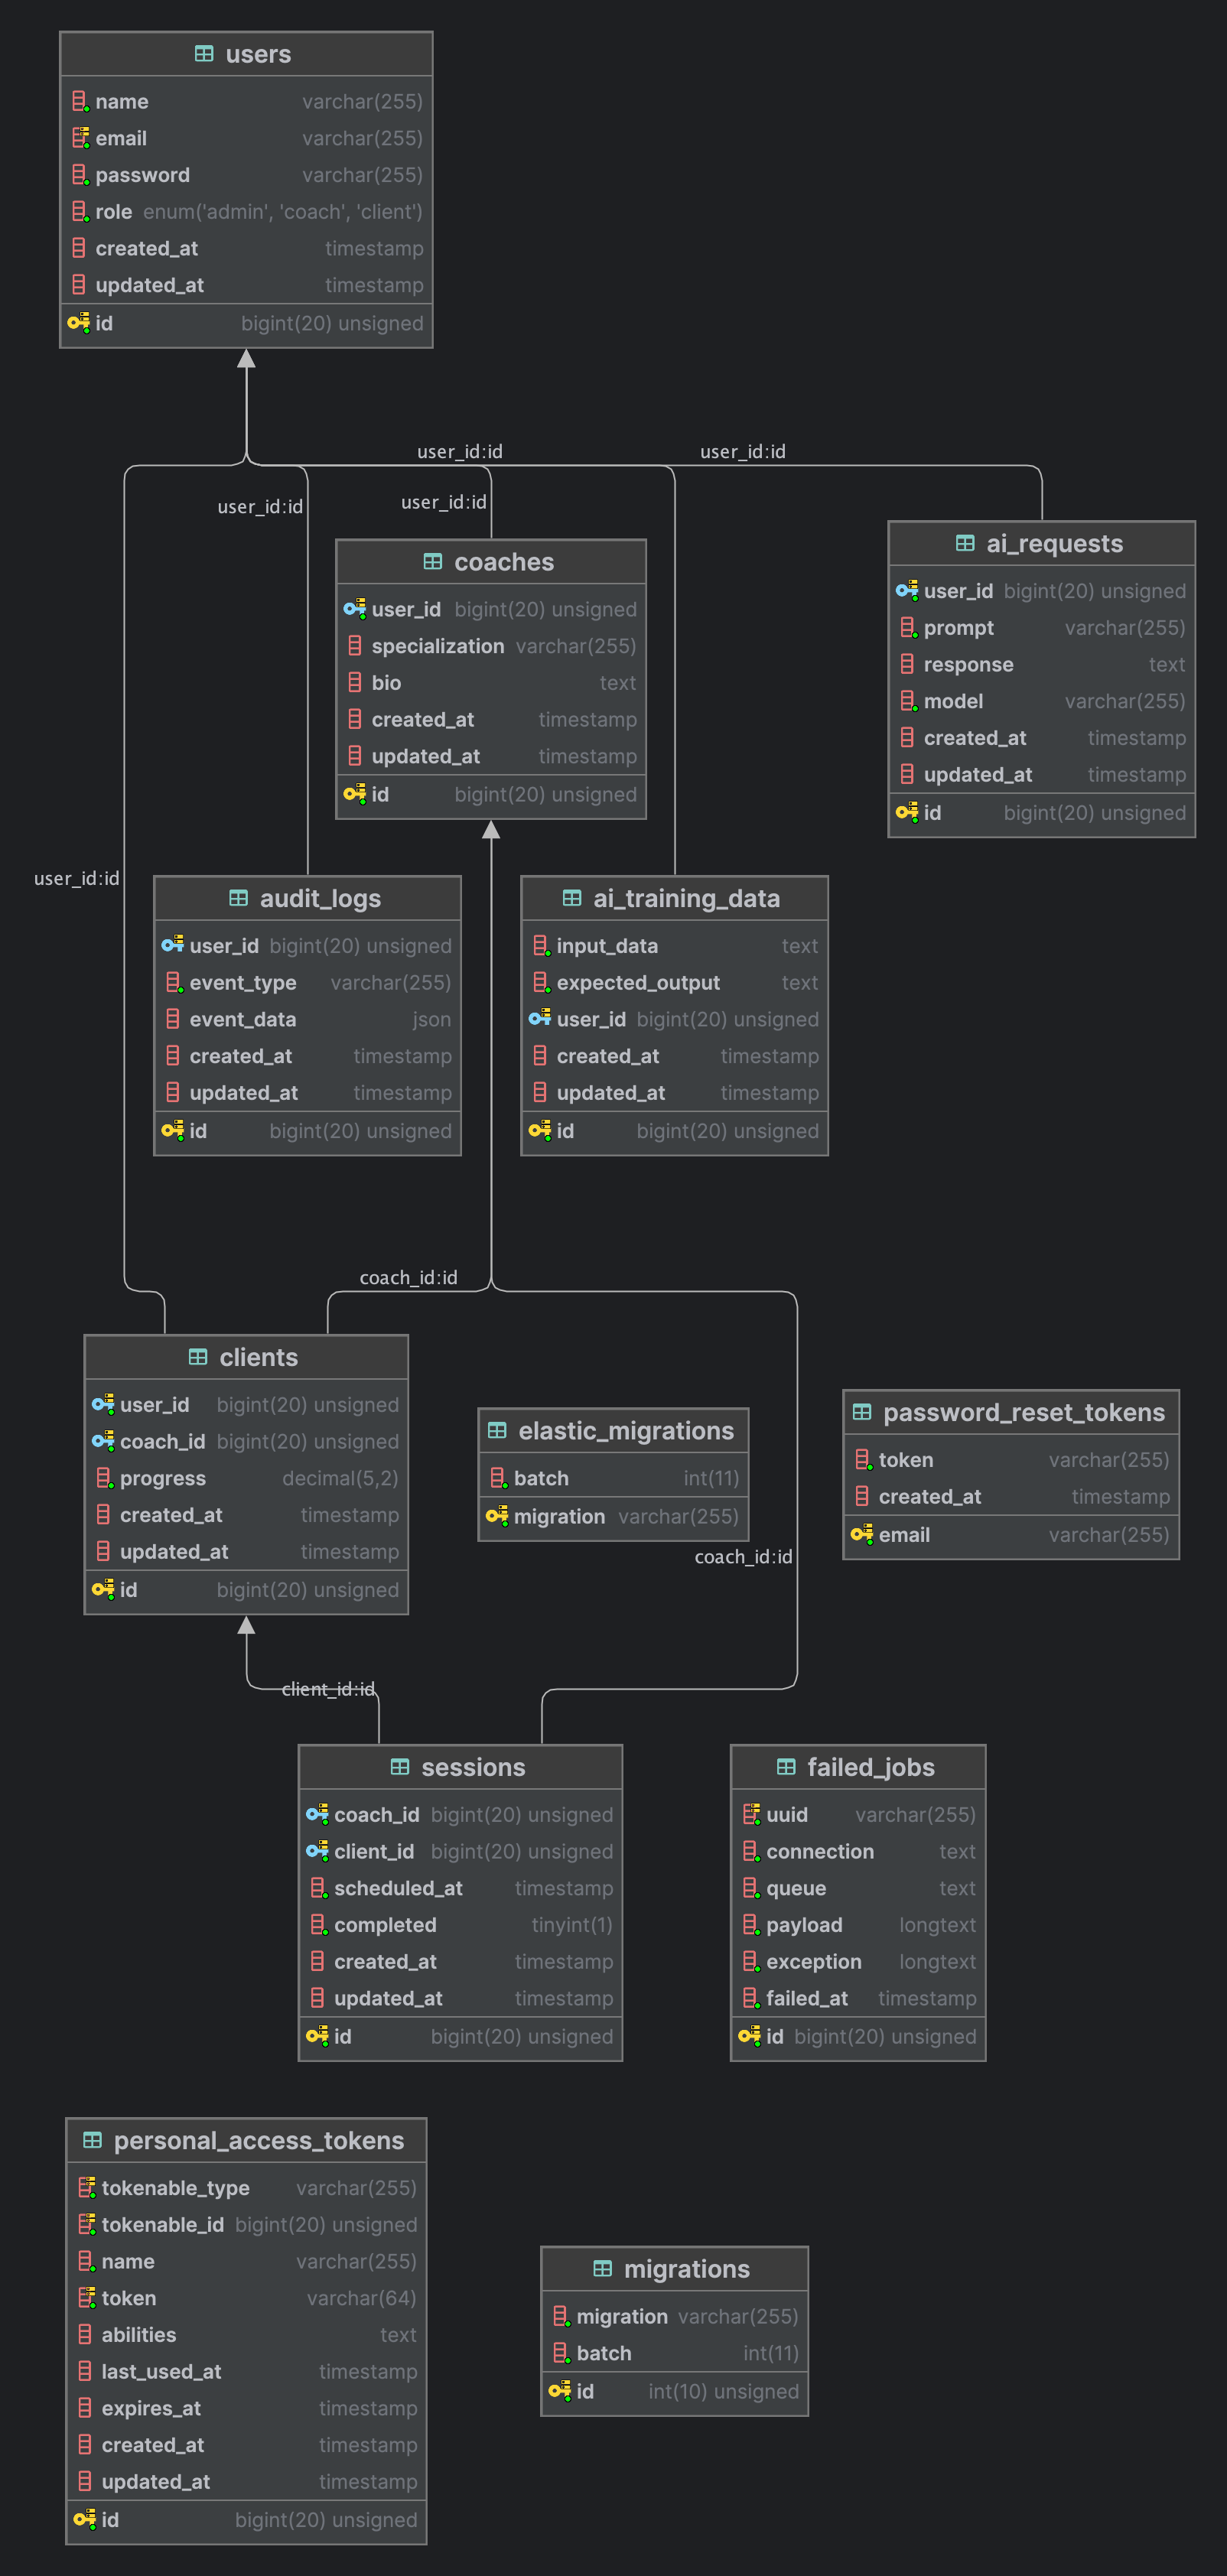 users
name varchar(255)
email varchar(255)
password varchar(255)
role enum('admin', 'coach', 'client')
created_at timestamp
updated_at timestamp
id bigint(20) unsigned
user_id:id
user_id:id
user_id:id
user_id:id
coaches
user_id bigint(20) unsigned
specialization varchar(255)
bio text
created_at timestamp
updated_at timestamp
id bigint(20) unsigned
ai_requests
user_id bigint(20) unsigned
prompt varchar(255)
response text
model varchar(255)
created_at timestamp
updated_at timestamp
id bigint(20) unsigned
user_id:id
audit_logs
user_id bigint(20) unsigned
event_type varchar(255)
event_data json
created_at timestamp
updated_at timestamp
id bigint(20) unsigned
ai_training_data
input_data text
expected_output text
user_id bigint(20) unsigned
created_at timestamp
updated_at timestamp
id bigint(20) unsigned
coach_id:id
clients
user_id bigint(20) unsigned
coach_id bigint(20) unsigned
progress decimal(5,2)
created_at timestamp
updated_at timestamp
id bigint(20) unsigned
elastic_migrations
batch int(11)
migration varchar(255)
coach_id:id
password_reset_tokens
token varchar(255)
created_at timestamp
email varchar(255)
client_id:id
sessions
coach_id bigint(20) unsigned
client_id bigint(20) unsigned
scheduled_at timestamp
completed tinyint(1)
created_at timestamp
updated_at timestamp
id bigint(20) unsigned
failed_jobs
uuid varchar(255)
connection text
queue text
payload longtext
exception longtext
failed_at timestamp
id bigint(20) unsigned
personal_access_tokens
tokenable_type varchar(255)
tokenable_id bigint(20) unsigned
name varchar(255)
token varchar(64)
abilities text
last_used_at timestamp
expires_at timestamp
created_at timestamp
updated_at timestamp
id bigint(20) unsigned
migrations
migration varchar(255)
batch int(11)
id int(10) unsigned